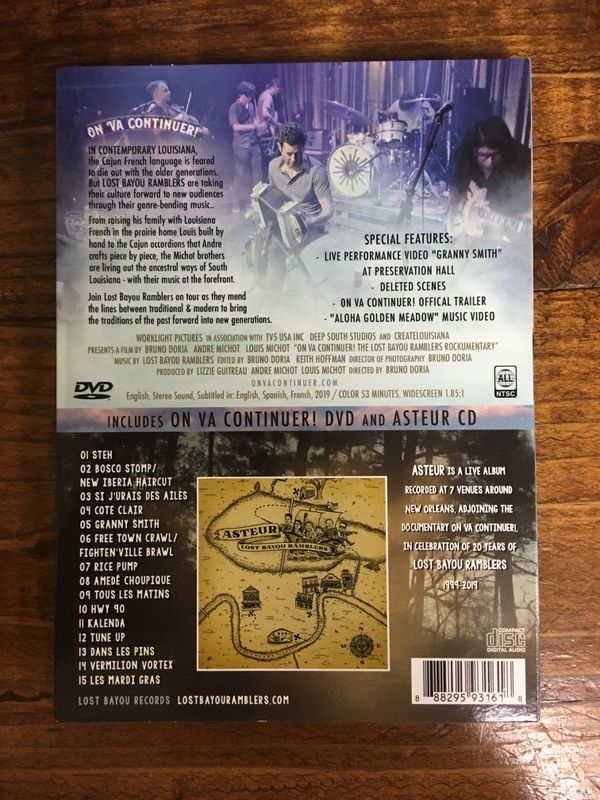 ON VA CONTINUER!
IN CONTEMPORARY LOUISIANA,
the Cajun French language is feared
to die out with the older generations.
But LOST BAYOU RAMBLERS are taking
their culture forward to new audiences
through their genre-bending music..
From raising his family with Louisiana
French in the prairie home Louis built by
hand to the Cajun accordions that Andre
crafts piece by piece, the Michot brothers
are living out the ancestral ways of South
Louisiana - with their music at the forefront.
Join Lost Bayou Ramblers on tour as they mend
the lines between traditional & modern to bring
the traditions of the past forward into new generations.
SPECIAL FEATURES:
- LIVE PERFORMANCE VIDEO "GRANNY SMITH"
AT PRESERVATION HALL
- DELETED SCENES
- ON VA CONTINUER! OFFICAL TRAILER
- "ALOHA GOLDEN MEADOW" MUSIC VIDEO
WORKLIGHT PICTURES IN ASSOCIATION WITH TV5 USA INC DEEP SOUTH STUDIOS AND CREATELOUISIANA
PRESENTS A FILM BY BRUNO DORIA ANDRE MICHOT LOUIS MICHOT "ON VA CONTINUER! THE LOST BAYOU RAMBLERS ROCKUMENTARY"
MUSIC BY LOST BAYOU RAMBLERS EDITED BY BRUNO DORIA KEITH HOFFMAN DIRECTOR OF PHOTOGRAPHY BRUNO DORIA
PRODUCED BY LIZZIE GUITREAU ANDRE MICHOT LOUIS MICHOT DIRECTED BY BRUNO DORIA
ONVACONTINUER.COM
DVD
English, Stereo Sound, Subtitled in: English, Spanish, French, 2019 / COLOR 53 MINUTES, WIDESCREEN 1.85:1
ALL
NTSC
INCLUDES ON VA CONTINUER! DVD AND ASTEUR CD
01 STEH
02 BOSCO STOMP/
NEW IBERIA HAIRCUT
03 SI J'URAIS DES AILÈS
04 COTE CLAIR
05 GRANNY SMITH
06 FREE TOWN CRAWL/
FIGHTEN'VILLE BRAWL
07 RICE PUMP
08 AMEDÉ CHOUPIQUE
09 TOUS LES MATINS
10 HWY 90
11 KALENDA
12 TUNE UP
13 DANS LES PINS
14 VERMILION VORTEX
15 LES MARDI GRAS
LOST BAYOU RECORDS LOSTBAYOURAMBLERS.COM
ASTEUR
LOST BAYOU RAMBLERS
N
W
E
S
ASTEUR IS A LIVE ALBUM
RECORDED AT 7 VENUES AROUND
NEW ORLEANS, ADJOINING THE
DOCUMENTARY ON VA CONTINUER!,
IN CELEBRATION OF 20 YEARS OF
LOST BAYOU RAMBLERS
1999-2019
COMPACT
disc
DIGITAL AUDIO
8 88295 93161 8